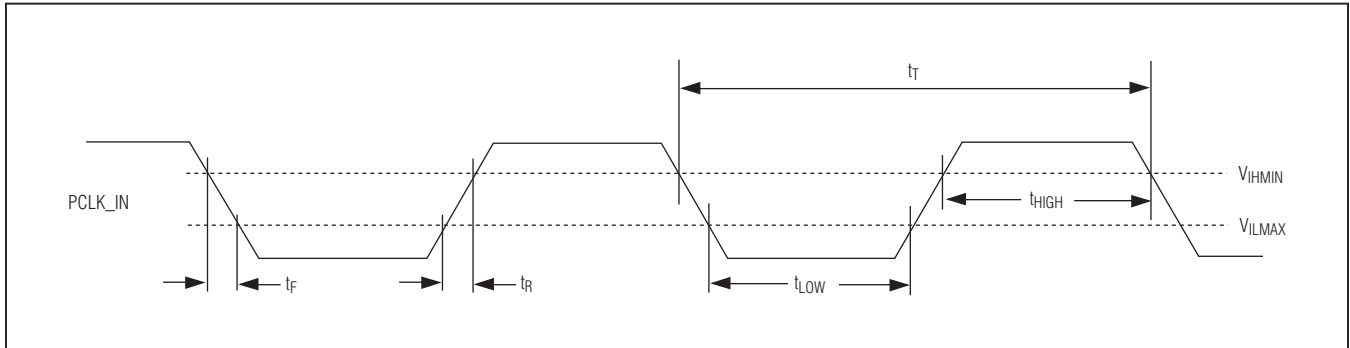 tT
VIHMIN
PCLK_IN
tHIGH
VILMAX
tF
tR
tLOW